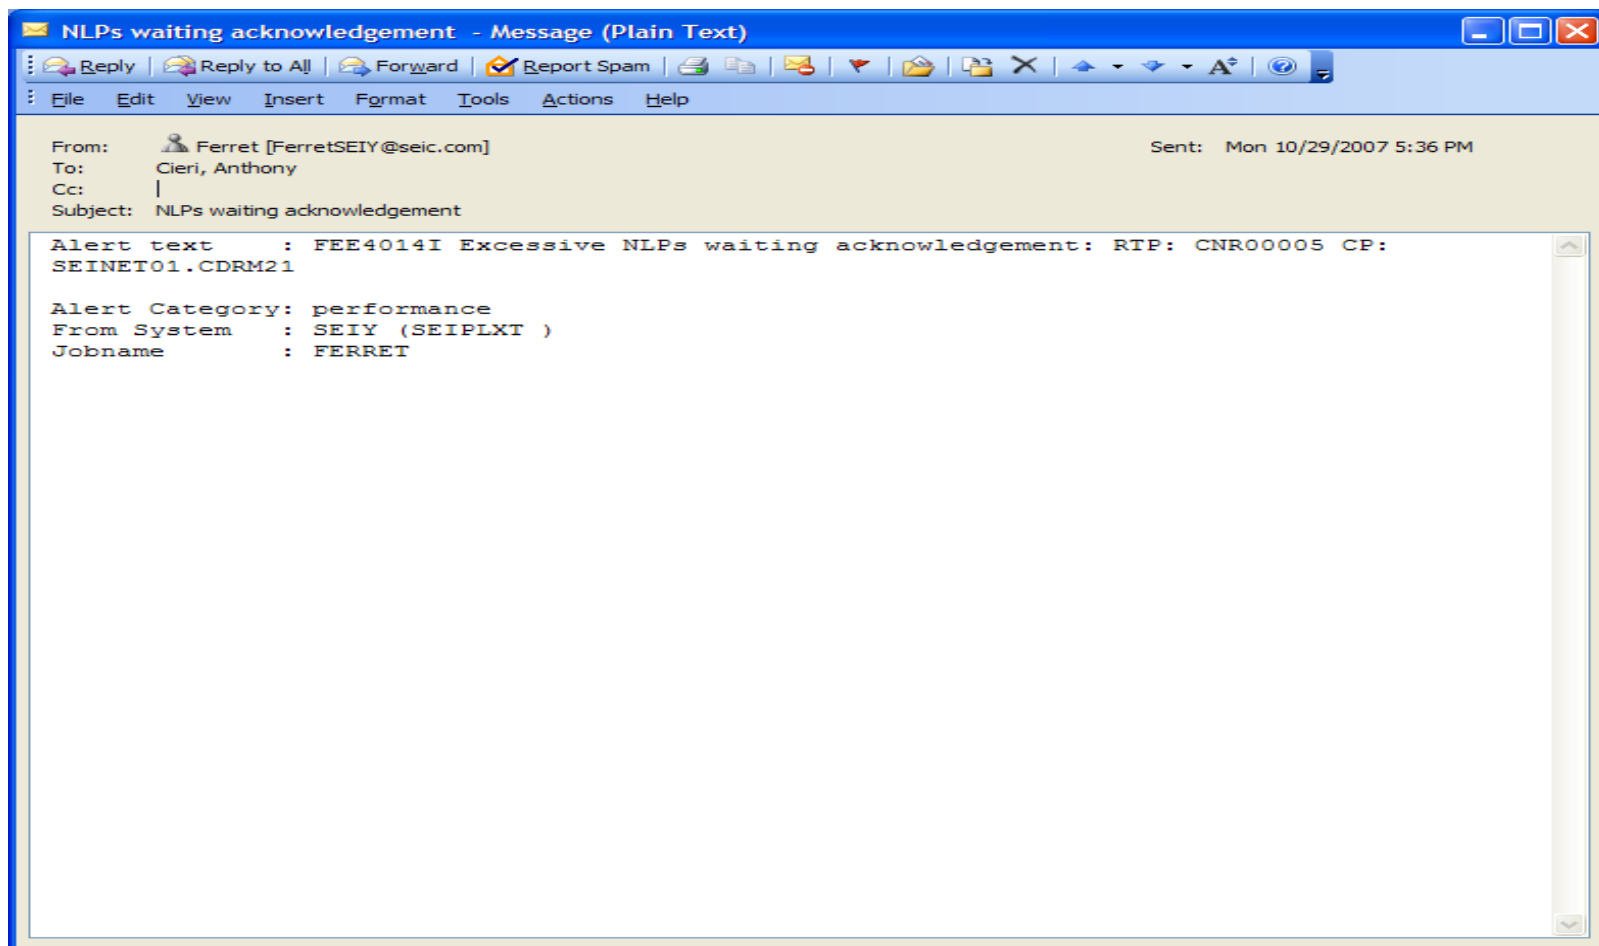 NLPs waiting acknowledgement - Message (Plain Text)
Reply Reply to All Forward Report Spam A
File Edit View Insert Format Tools Actions Help
From: Ferret [FerretSEIY@seic.com] Sent: Mon 10/29/2007 5:36 PM
To: Cieri, Anthony
Cc:
Subject: NLPs waiting acknowledgement
Alert text : FEE4014I Excessive NLPs waiting acknowledgement: RTP: CNR00005 CP:
SEINET01.CDRM21
Alert Category: performance
From System : SEIY (SEIPLXT )
Jobname : FERRET